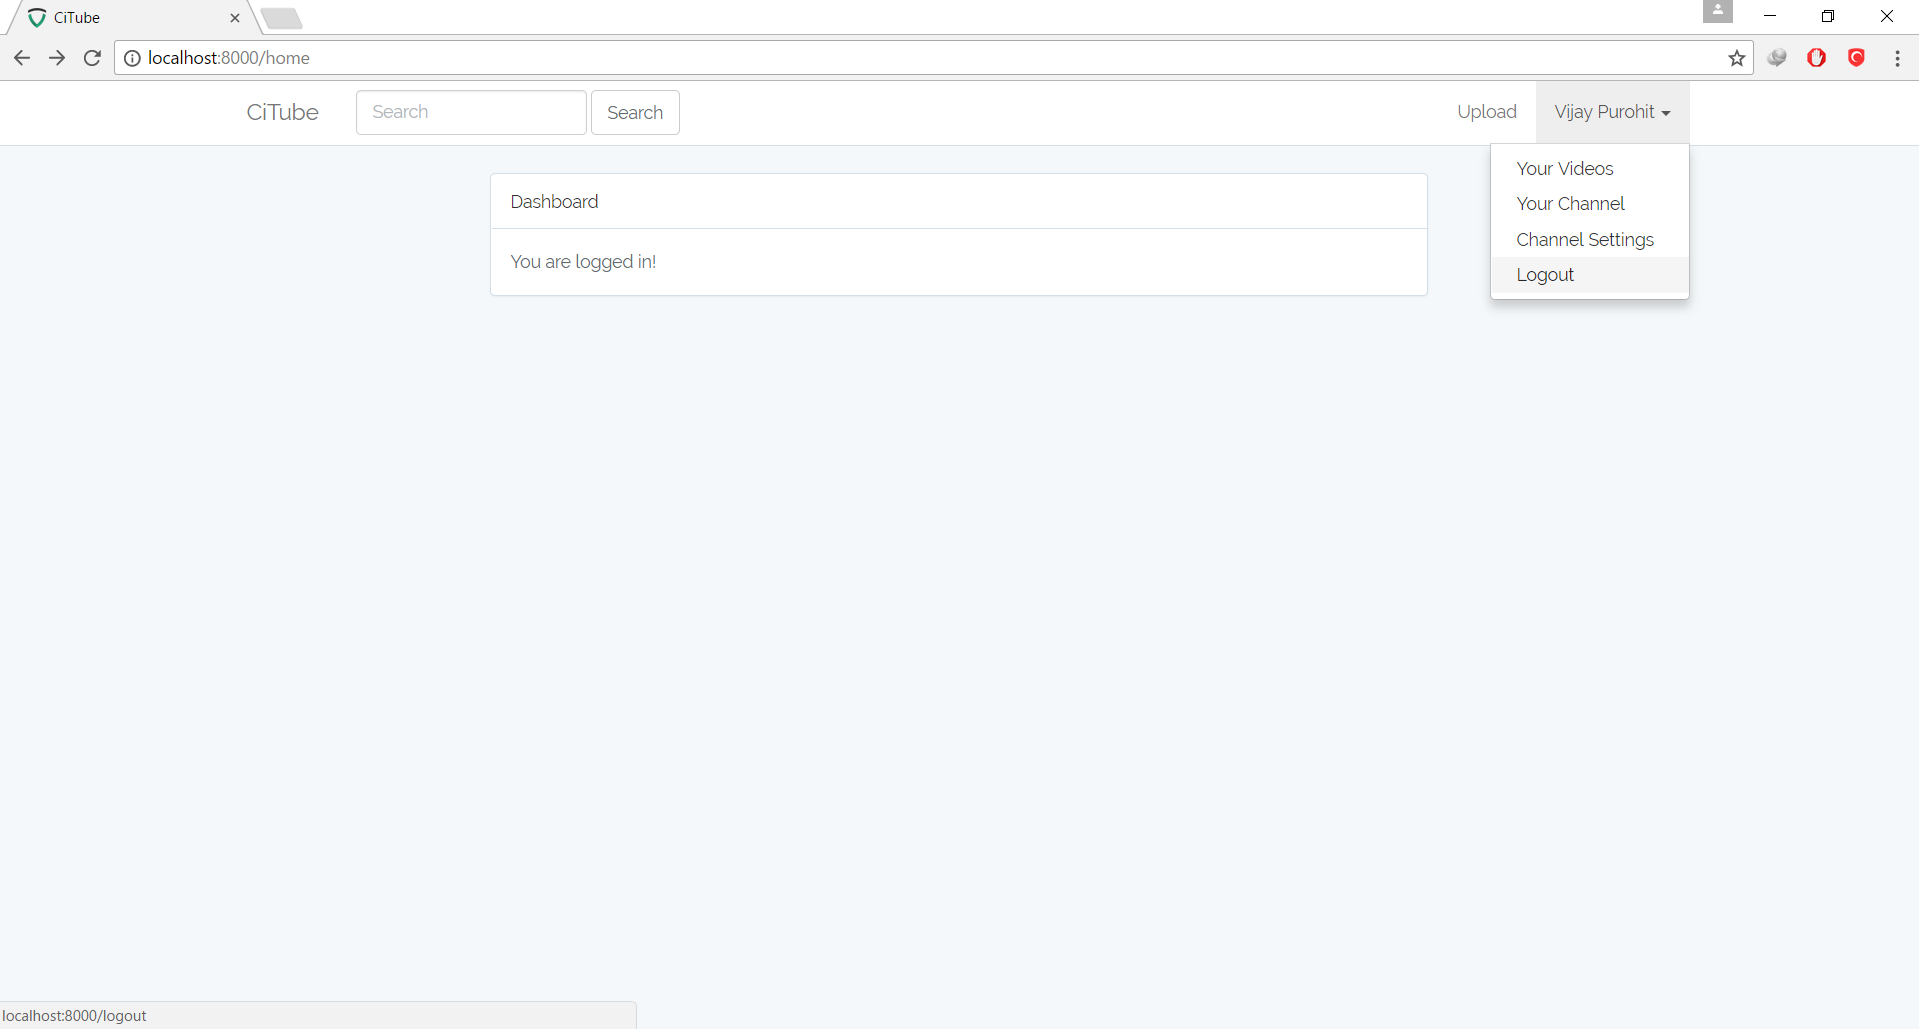 CiTube
localhost:8000/home
CiTube Search Search Upload Vijay Purohit
Your Videos
Your Channel
Channel Settings
Logout
Dashboard
You are logged in!
localhost:8000/logout